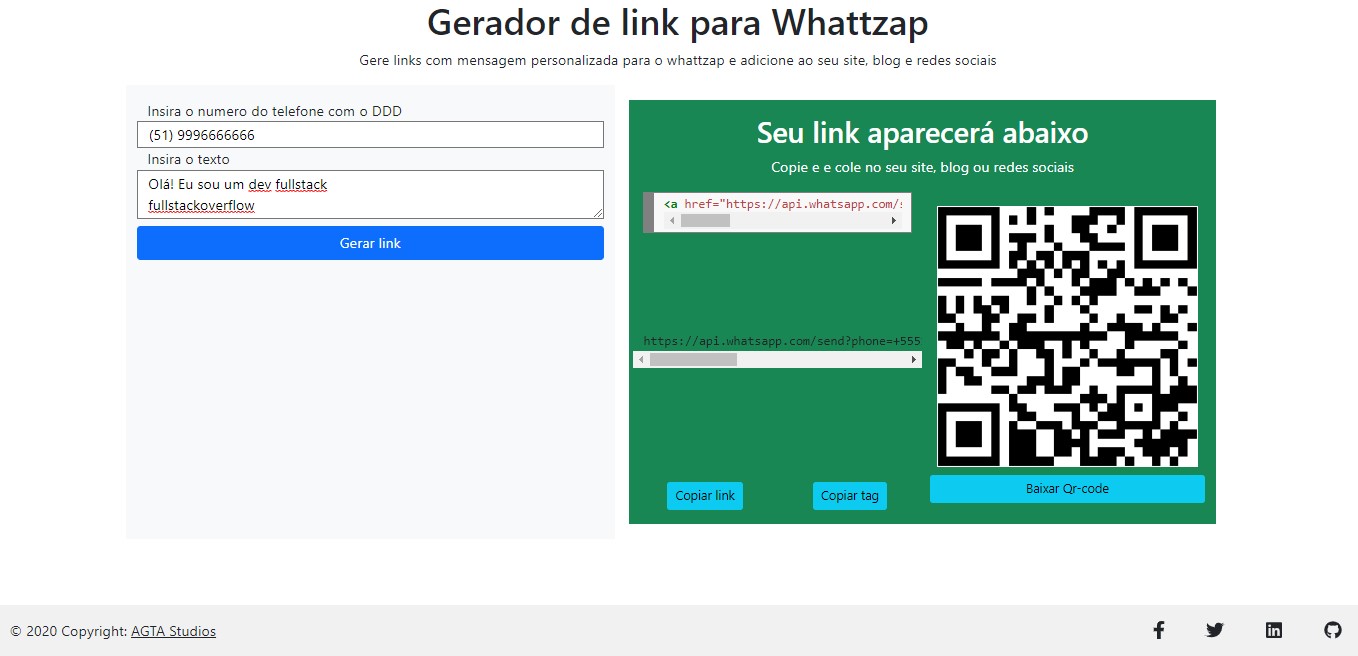 Gerador de link para Whattzap
Gere links com mensagem personalizada para o whattzap e adicione ao seu site, blog e redes sociais
Insira o numero do telefone com o DDD
(51) 9996666666
Insira o texto
Olá! Eu sou um dev fullstack
fullstackoverflow
Gerar link
Seu link aparecerá abaixo
Copie e e cole no seu site, blog ou redes sociais
<a href="https://api.whatsapp.com/s
https://api.whatsapp.com/send?phone=+555
Copiar link
Copiar tag
Baixar Qr-code
© 2020 Copyright: AGTA Studios